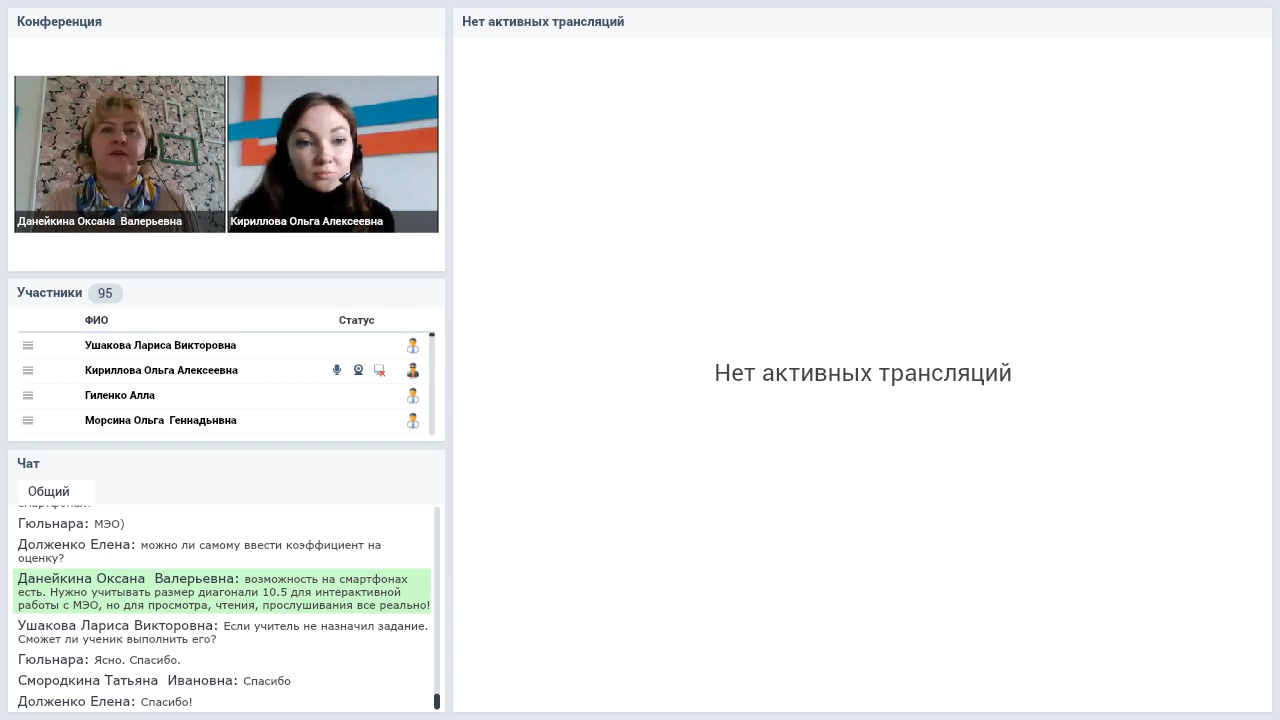 Конференция
Данейкина Оксана  Валерьевна
Кириллова Ольга Алексеевна
Участники 95
ФИО Статус
Ушакова Лариса Викторовна
Кириллова Ольга Алексеевна
Гиленко Алла
Морсина Ольга  Геннадьнвна
Чат
Общий
Гюльнара: МЭО)
Долженко Елена: можно ли самому ввести коэффициент на
оценку?
Данейкина Оксана  Валерьевна: возможность на смартфонах
есть. Нужно учитывать размер диагонали 10.5 для интерактивной
работы с МЭО, но для просмотра, чтения, прослушивания все реально!
Ушакова Лариса Викторовна: Если учитель не назначил задание.
Сможет ли ученик выполнить его?
Гюльнара: Ясно. Спасибо.
Смородкина Татьяна  Ивановна: Спасибо
Долженко Елена: Спасибо!
Нет активных трансляций
Нет активных трансляций